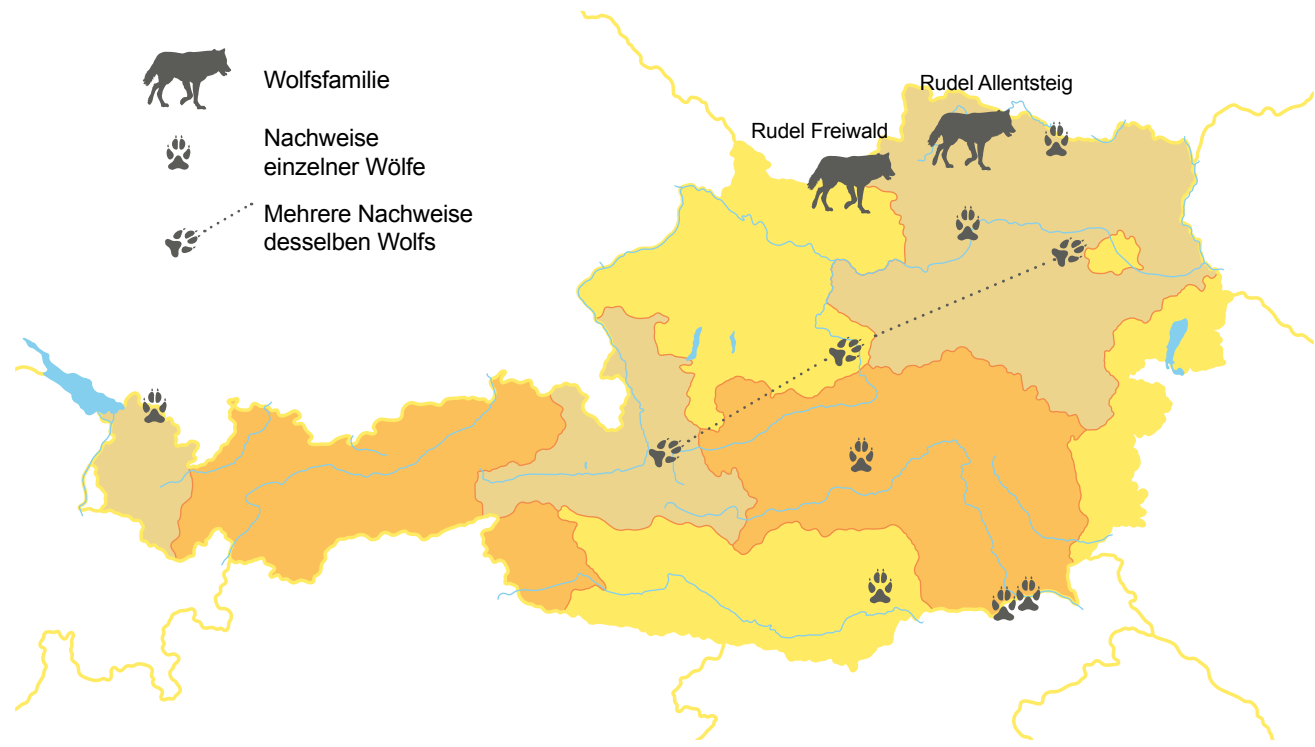 Wolfsfamilie
Nachweise
einzelner Wölfe
Mehrere Nachweise
desselben Wolfs
Rudel Allentsteig
Rudel Freiwald